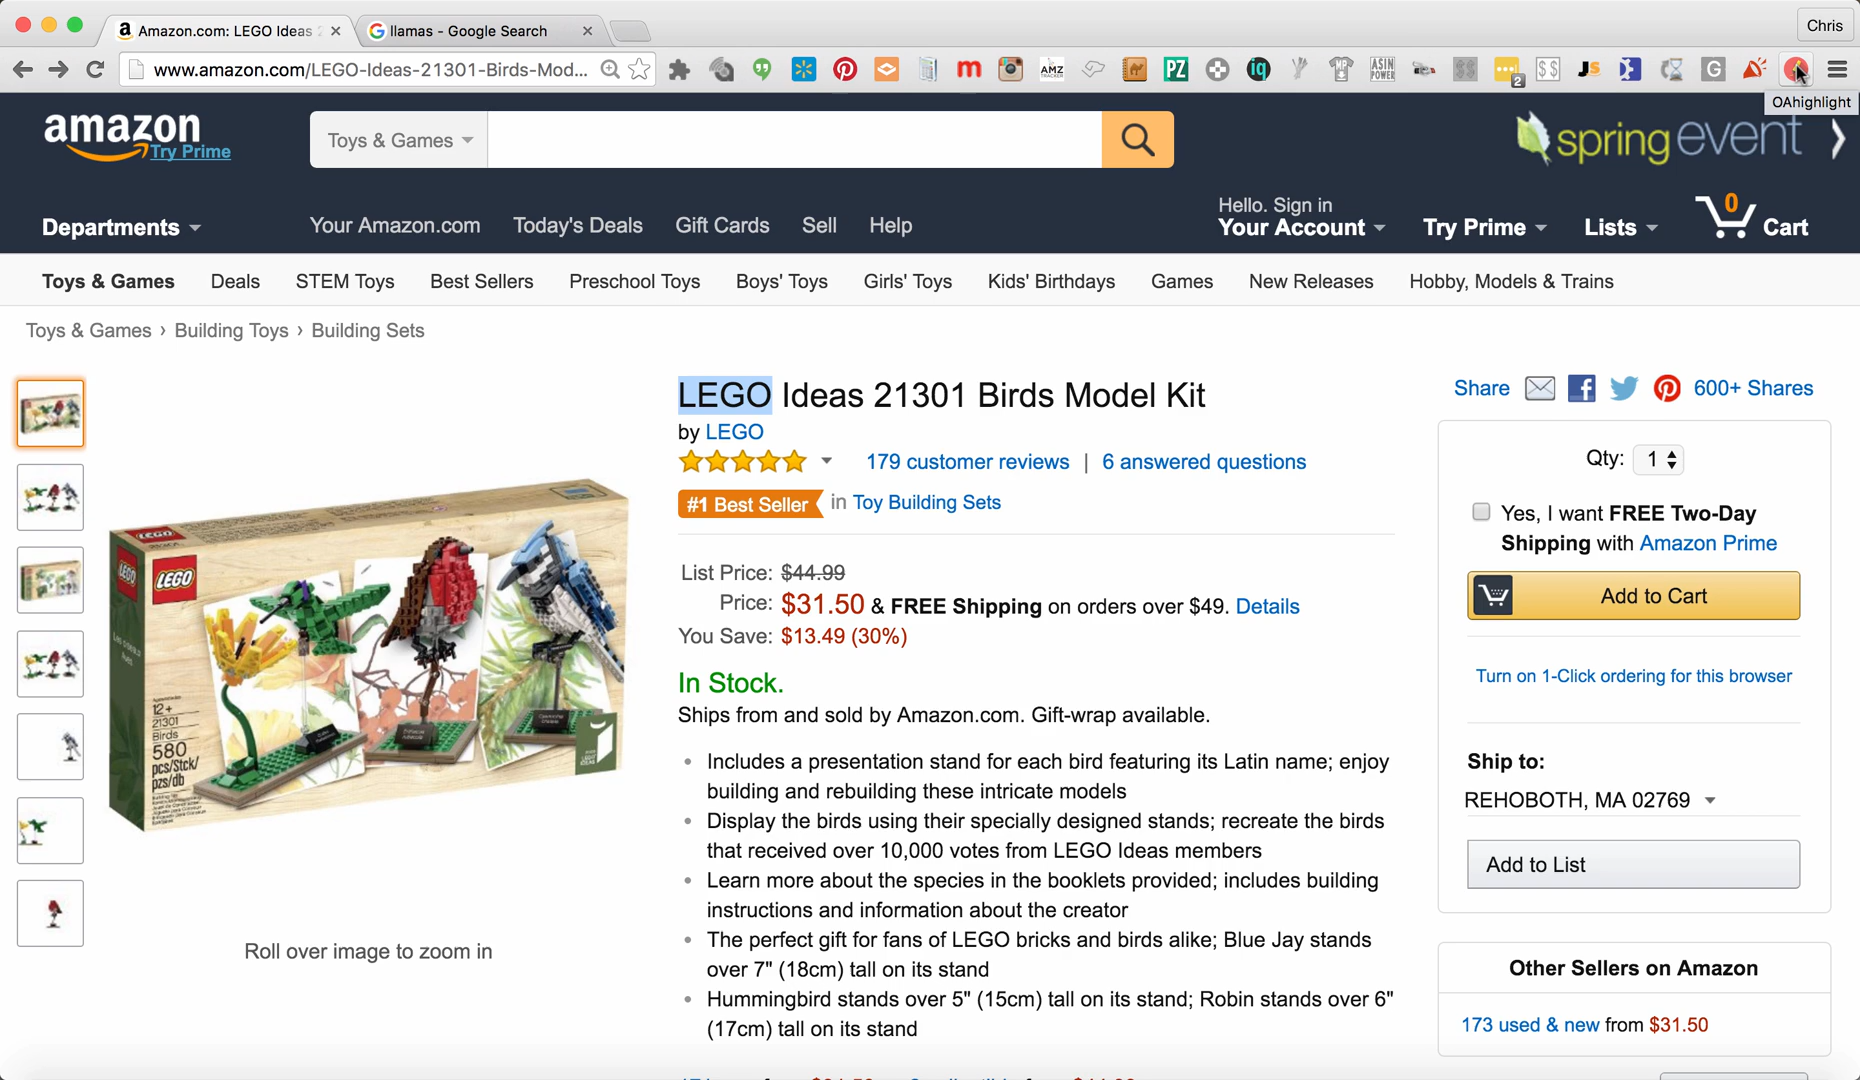 Amazon.com: LEGO Ideas 2
llamas - Google Search
Chris
www.amazon.com/LEGO-Ideas-21301-Birds-Mod...
m
AMZ
TRACKER
PZ
iq
ASIN
POWER
2
$$
JS
G
OAhighlight
amazon
Try Prime
Toys & Games
spring event
Departments
Your Amazon.com
Today's Deals
Gift Cards
Sell
Help
Hello. Sign in
Your Account
Try Prime
Lists
0
Cart
Toys & Games
Deals
STEM Toys
Best Sellers
Preschool Toys
Boys' Toys
Girls' Toys
Kids' Birthdays
Games
New Releases
Hobby, Models & Trains
Toys & Games › Building Toys › Building Sets
LEGO Ideas 21301 Birds Model Kit
by LEGO
179 customer reviews | 6 answered questions
#1 Best Seller in Toy Building Sets
List Price: $44.99
Price: $31.50 & FREE Shipping on orders over $49. Details
You Save: $13.49 (30%)
In Stock.
Ships from and sold by Amazon.com. Gift-wrap available.
• Includes a presentation stand for each bird featuring its Latin name; enjoy
building and rebuilding these intricate models
• Display the birds using their specially designed stands; recreate the birds
that received over 10,000 votes from LEGO Ideas members
• Learn more about the species in the booklets provided; includes building
instructions and information about the creator
• The perfect gift for fans of LEGO bricks and birds alike; Blue Jay stands
over 7" (18cm) tall on its stand
• Hummingbird stands over 5" (15cm) tall on its stand; Robin stands over 6"
(17cm) tall on its stand
LEGO
LEGO
LEGO
12+
21301
Birds
580
pcs/Stck/
pzs/db
Roll over image to zoom in
Share
600+ Shares
Qty: 1
Yes, I want FREE Two-Day
Shipping with Amazon Prime
Add to Cart
Turn on 1-Click ordering for this browser
Ship to:
REHOBOTH, MA 02769
Add to List
Other Sellers on Amazon
173 used & new from $31.50